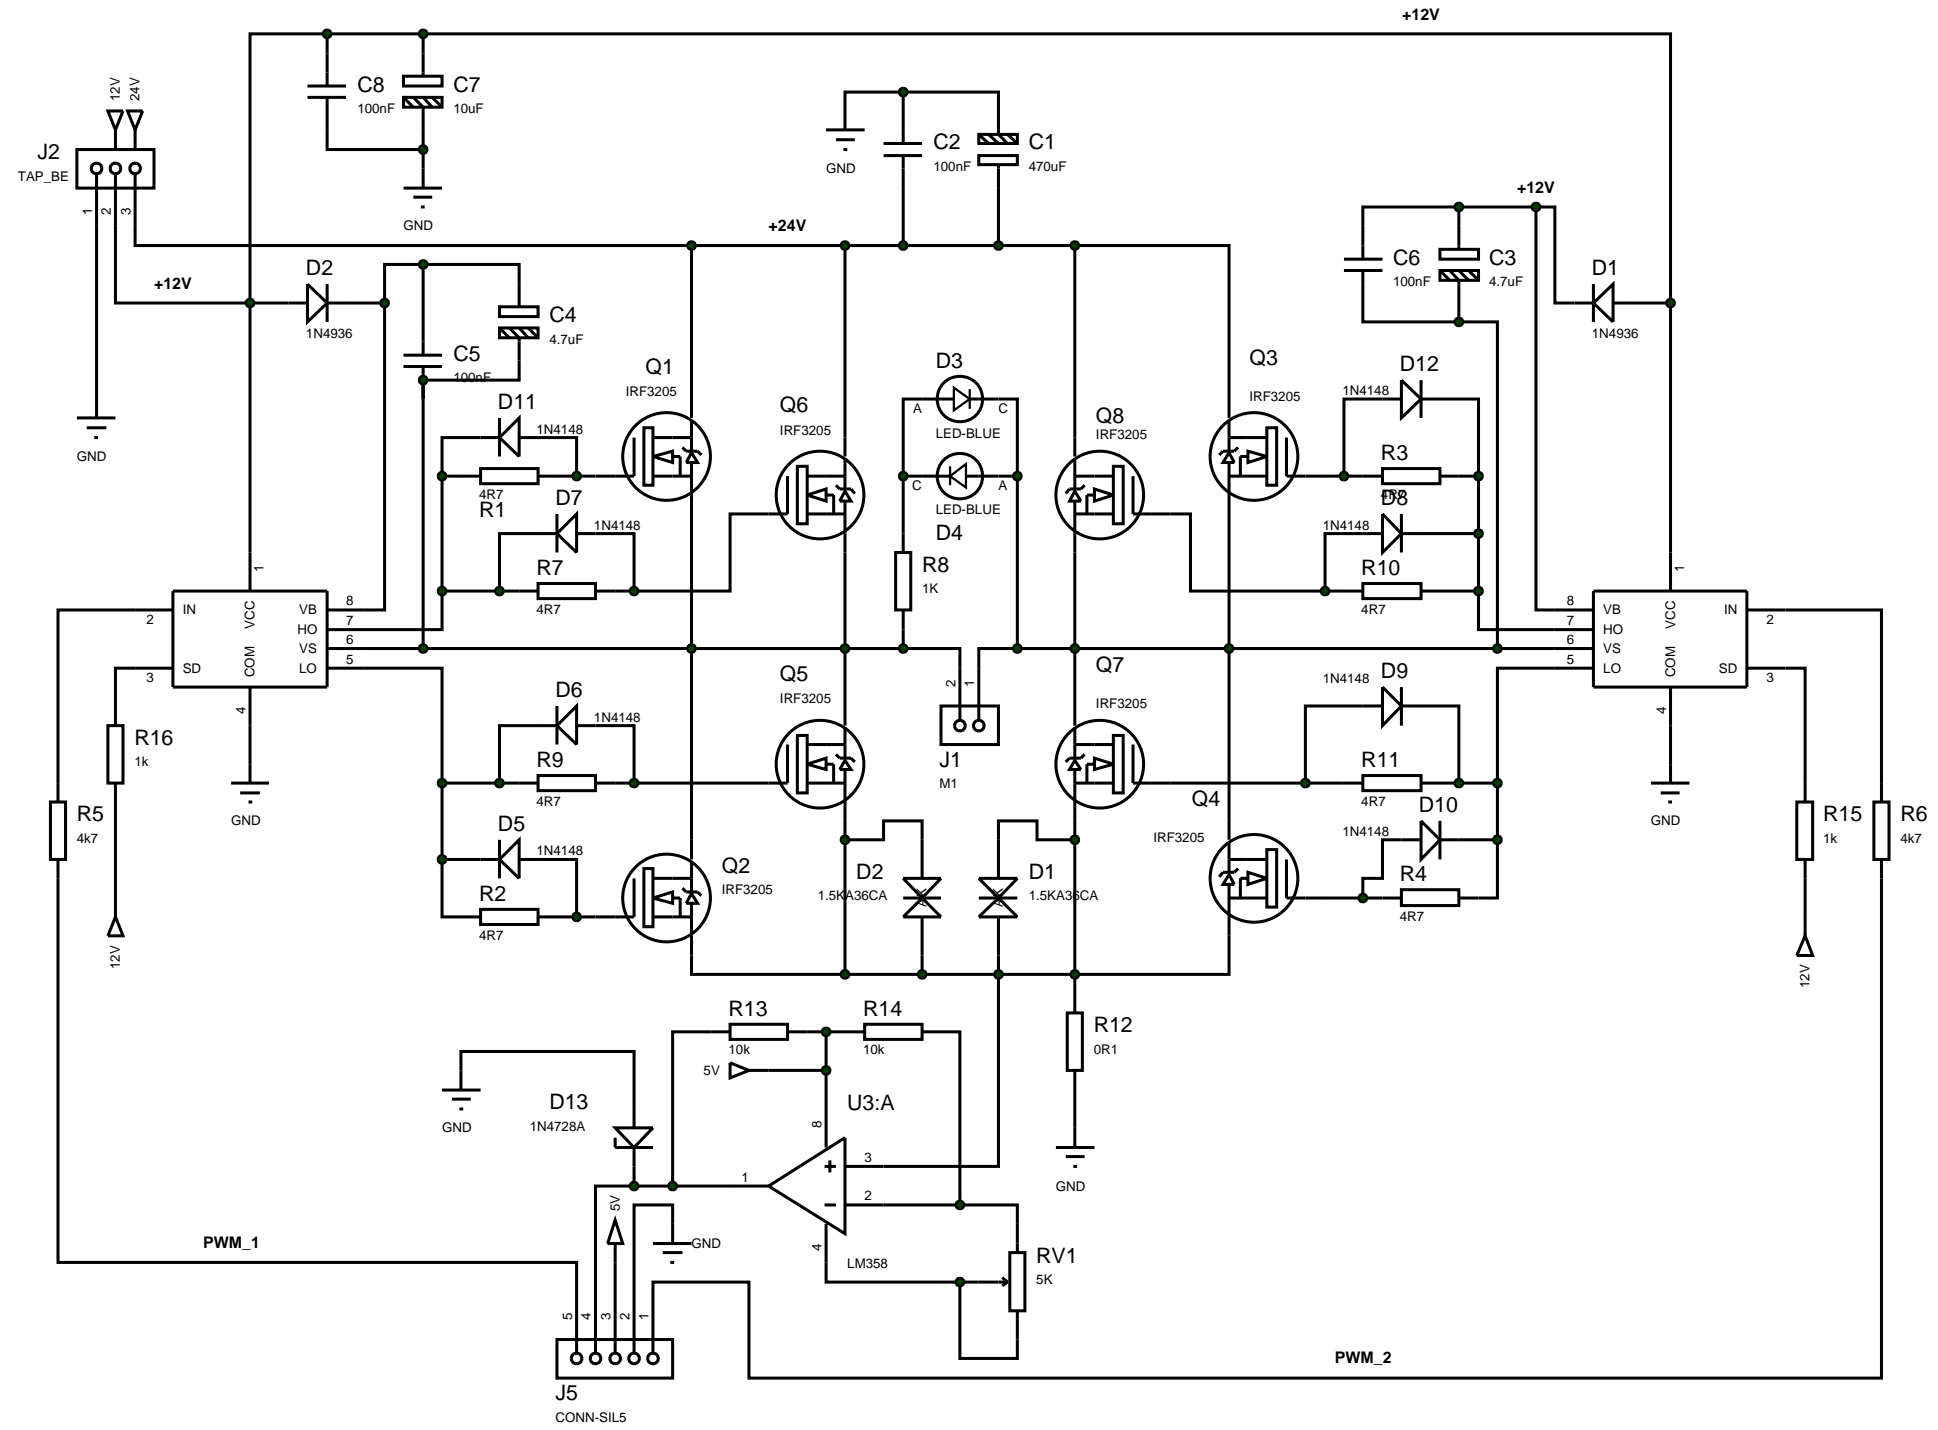 +12V
12V
24V
C8
100nF
C7
10uF
J2
TAP_BE
1
2
3
GND
GND
C2
100nF
C1
470uF
+12V
+24V
+12V
D2
1N4936
C4
4.7uF
C5
100nF
C6
100nF
C3
4.7uF
D1
1N4936
Q1
IRF3205
Q6
IRF3205
D3
A
C
LED-BLUE
C
A
LED-BLUE
D4
Q8
IRF3205
Q3
IRF3205
D12
1N4148
R3
4R7
D8
1N4148
R10
4R7
D11
1N4148
4R7
R1
D7
1N4148
R7
4R7
GND
R8
1K
1
IN
2
VCC
COM
SD
3
VB
8
HO
7
VS
6
LO
5
4
GND
1
8
VB
7
HO
6
VS
5
LO
VCC
COM
IN
2
SD
3
4
GND
R16
1k
12V
R5
4k7
D6
1N4148
R9
4R7
D5
1N4148
R2
4R7
Q5
IRF3205
Q2
IRF3205
2
1
J1
M1
Q7
IRF3205
Q4
IRF3205
D9
1N4148
R11
4R7
D10
1N4148
R4
4R7
R15
1k
12V
R6
4k7
D2
1.5KA36CA
D1
1.5KA36CA
R13
10k
R14
10k
5V
R12
0R1
GND
GND
D13
1N4728A
U3:A
8
3
2
1
4
LM358
RV1
5K
5V
GND
PWM_1
PWM_2
5
4
3
2
1
J5
CONN-SIL5